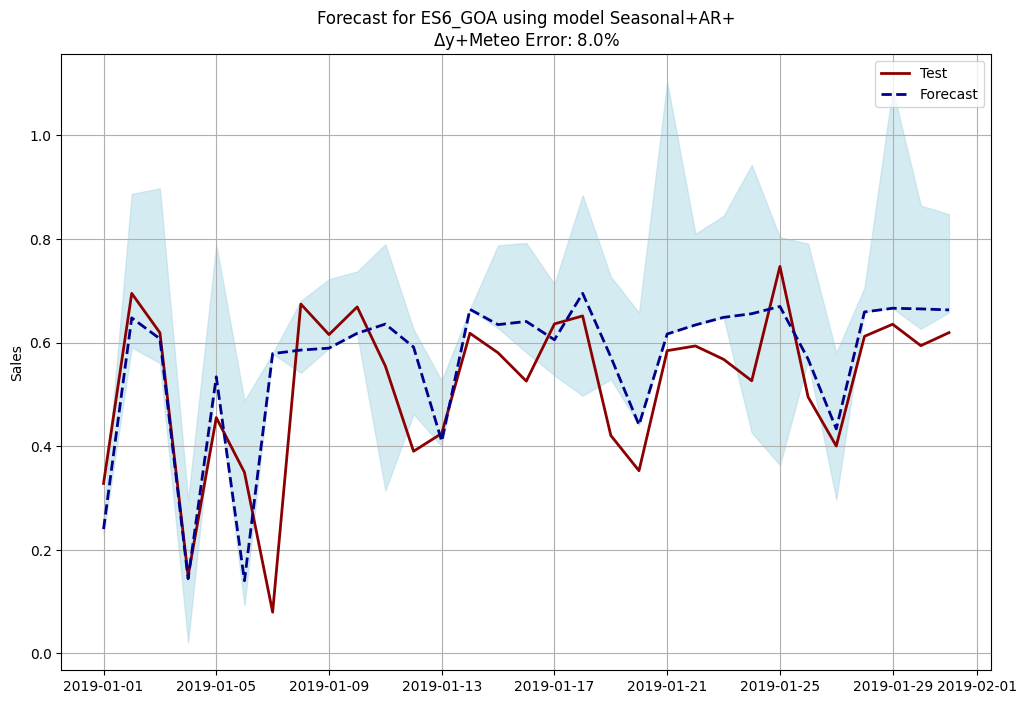 Forecast for ES6_GOA using model Seasonal+AR+
Δy+Meteo Error: 8.0%
Test
Forecast
Sales
1.0
0.8
0.6
0.4
0.2
0.0
2019-01-01 2019-01-05 2019-01-09 2019-01-13 2019-01-17 2019-01-21 2019-01-25 2019-01-29 2019-02-01